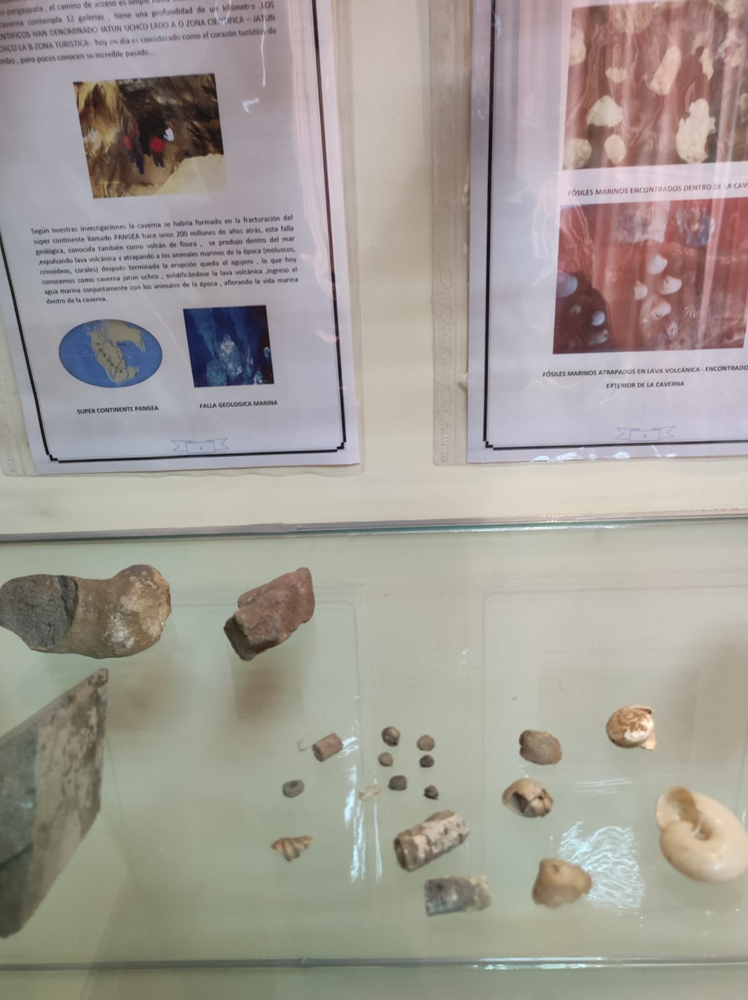 pergaypata , el camino de acceso es simple
caverna contempla 12 galerías , tiene una profundidad de un kilómetro .LOS
NTIFICOS HAN DENOMINADO JATUN UCHCO LADO A O ZONA CIENTIFICA – JATUN
CHCO LA B ZONA TURISTICA- hoy en día es considerado como el corazón turístico de
mbo , pero pocos conocen su increíble pasado....
Según nuestras investigaciones la caverna se habría formado en la fracturación del
súper continente llamado PANGEA hace unos 200 millones de años atrás, esta falla
geológica, conocida también como volcán de fisura , se produjo dentro del mar
,expulsando lava volcánica y atrapando a los animales marinos de la época (moluscos,
crinoideos, corales) después terminada la erupción quedo el agujero , lo que hoy
conocemos como caverna jatun uchco , solidificándose la lava volcánica ,ingreso el
agua marina conjuntamente con los animales de la época , aflorando la vida marina
dentro de la caverna.
PANGAEA
SUPER CONTINENTE PANGEA
FALLA GEOLOGICA MARINA
4
FÓSILES MARINOS ENCONTRADOS DENTRO DE LA CAV
FÓSILES MARINOS ATRAPADOS EN LAVA VOLCÁNICA - ENCONTRADO
EXTERIOR DE LA CAVERNA
5